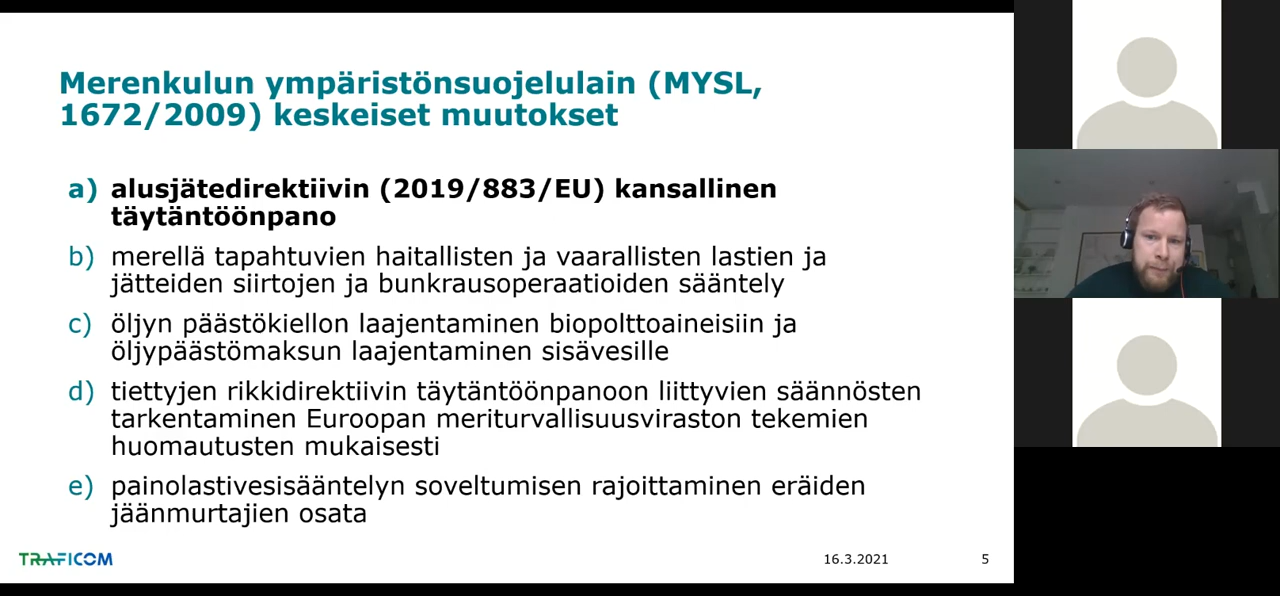 Merenkulun ympäristönsuojelulain (MYSL,
1672/2009) keskeiset muutokset
a) alusjätedirektiivin (2019/883/EU) kansallinen
täytäntöönpano
b) merellä tapahtuvien haitallisten ja vaarallisten lastien ja
jätteiden siirtojen ja bunkrausoperaatioiden sääntely
c) öljyn päästökiellon laajentaminen biopolttoaineisiin ja
öljypäästömaksun laajentaminen sisävesille
d) tiettyjen rikkidirektiivin täytäntöönpanoon liittyvien säännösten
tarkentaminen Euroopan meriturvallisuusviraston tekemien
huomautusten mukaisesti
e) painolastivesisääntelyn soveltumisen rajoittaminen eräiden
jäänmurtajien osata
TRAFICOM 16.3.2021 5